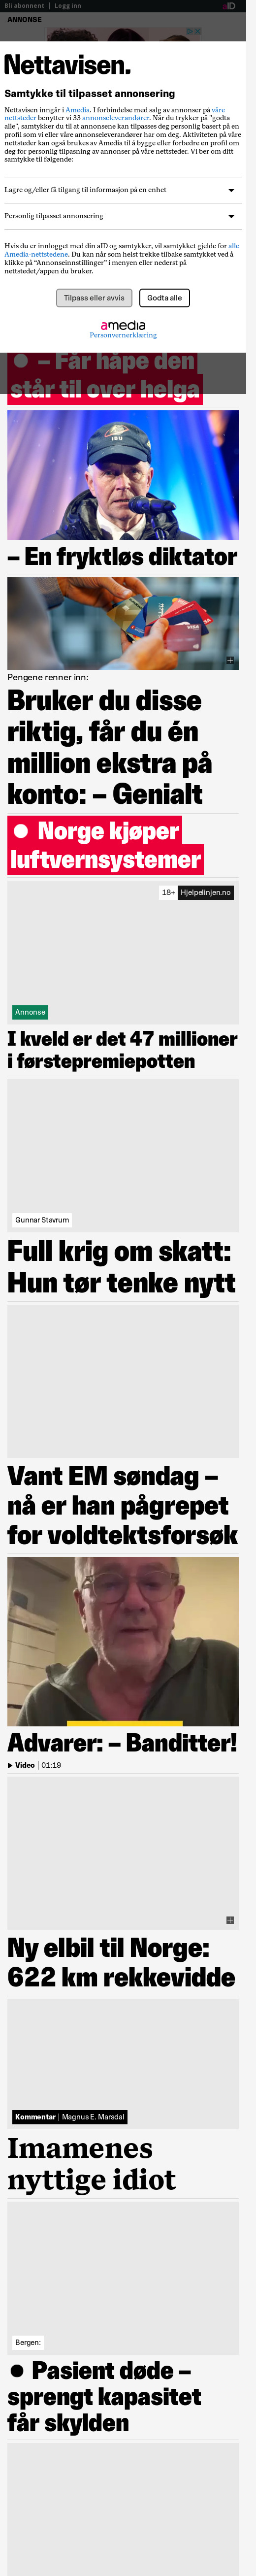 Bli abonnent | Logg inn
aID
ANNONSE
Nettavisen.
Samtykke til tilpasset annonsering
Nettavisen inngår i Amedia. I forbindelse med salg av annonser på våre
nettsteder benytter vi 33 annonseleverandører. Når du trykker på "godta
alle", samtykker du til at annonsene kan tilpasses deg personlig basert på en
profil som vi eller våre annonseleverandører har om deg. Aktiviteten på våre
nettsteder kan også brukes av Amedia til å bygge eller forbedre en profil om
deg for personlig tilpasning av annonser på våre nettsteder. Vi ber om ditt
samtykke til følgende:
Lagre og/eller få tilgang til informasjon på en enhet
Personlig tilpasset annonsering
Hvis du er innlogget med din aID og samtykker, vil samtykket gjelde for alle
Amedia-nettstedene. Du kan når som helst trekke tilbake samtykket ved å
klikke på “Annonseinnstillinger” i menyen eller nederst på
nettstedet/appen du bruker.
Tilpass eller avvis
Godta alle
amedia
Personvernerklæring
– Får håpe den
står til over helga
IBU
– En fryktløs diktator
VISA
Pengene renner inn:
Bruker du disse
riktig, får du én
million ekstra på
konto: – Genialt
Norge kjøper
luftvernsystemer
18+ Hjelpelinjen.no
Annonse
I kveld er det 47 millioner
i førstepremiepotten
Gunnar Stavrum
Full krig om skatt:
Hun tør tenke nytt
Vant EM søndag –
nå er han pågrepet
for voldtektsforsøk
Advarer: – Banditter!
Video | 01:19
Ny elbil til Norge:
622 km rekkevidde
Kommentar | Magnus E. Marsdal
Imamenes
nyttige idiot
Bergen:
Pasient døde –
sprengt kapasitet
får skylden